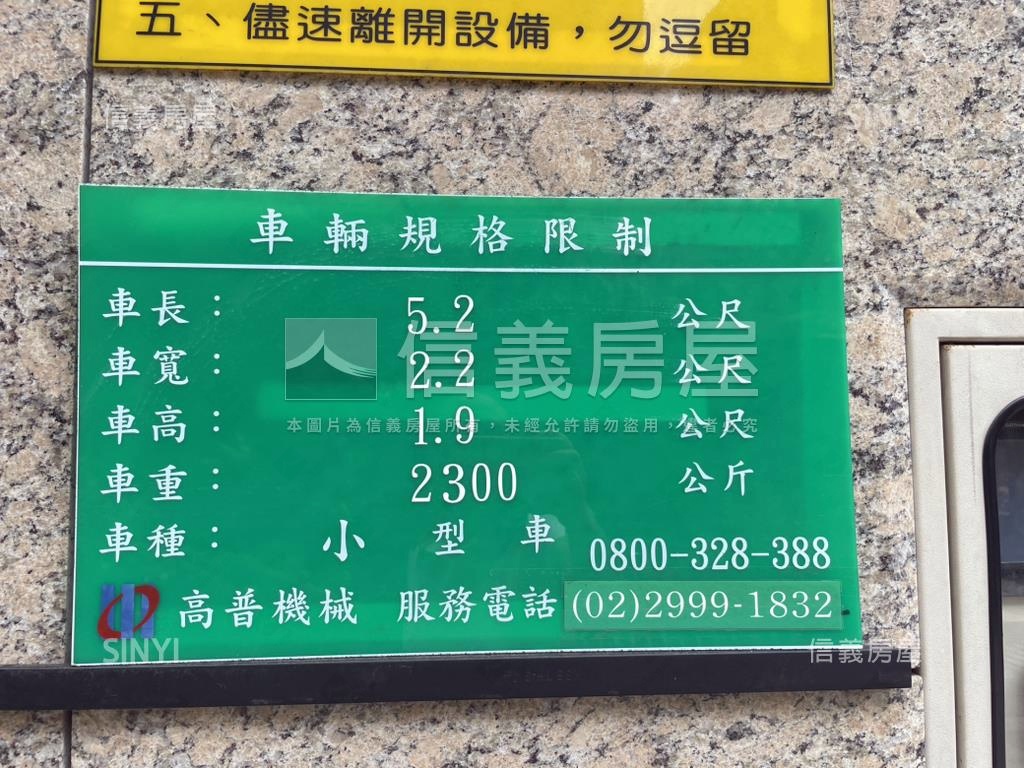 五、儘速離開設備，勿逗留
信義房屋
SINYI
車輛規格限制
車長： 5.2 公尺
車寬： 2.2 公尺
信義房屋
車高： 1.9 公尺
本圖片為信義房屋所有，未經允許請勿盜用，違者必究
車重： 2300 公斤
車種： 小型車
0800-328-388
高普機械 服務電話 (02)2999-1832
SINYI
信義房屋